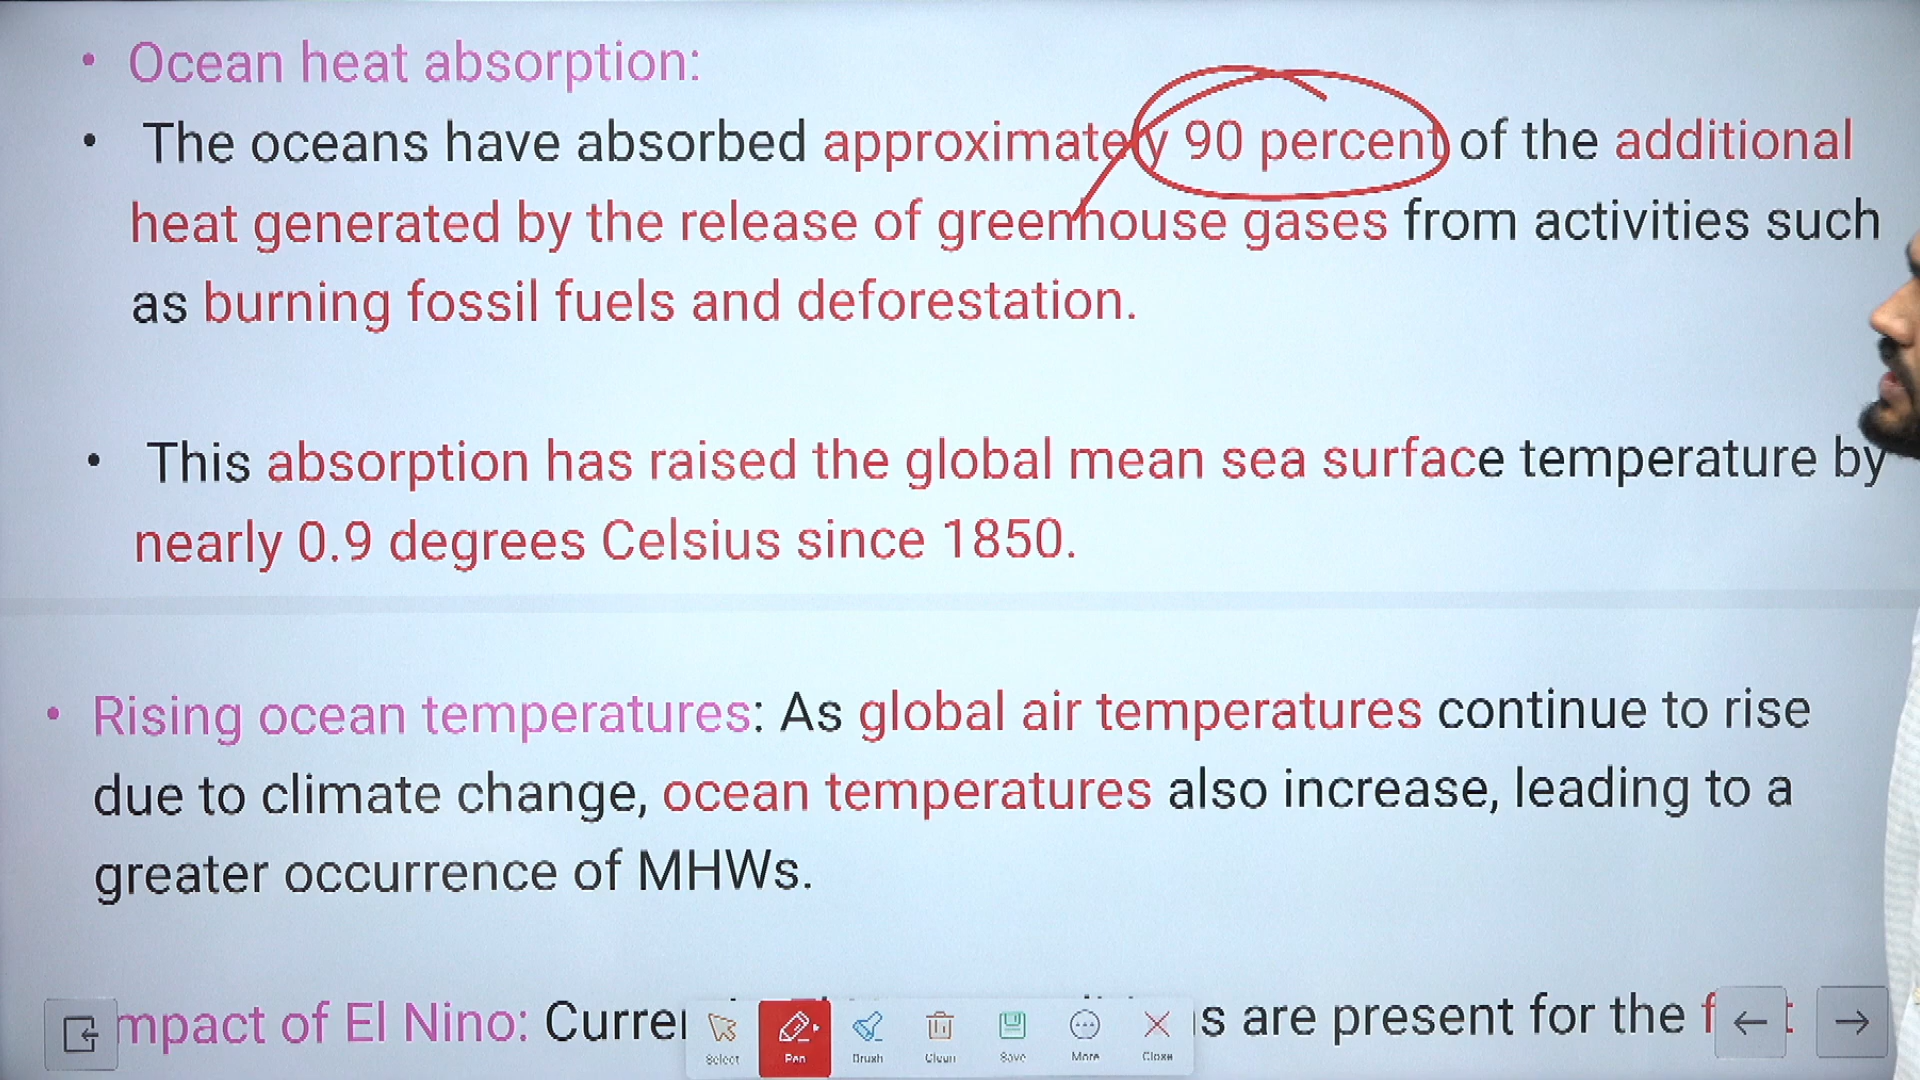 • Ocean heat absorption:
• The oceans have absorbed approximately 90 percent of the additional
heat generated by the release of greenhouse gases from activities such
as burning fossil fuels and deforestation.
• This absorption has raised the global mean sea surface temperature by
nearly 0.9 degrees Celsius since 1850.
• Rising ocean temperatures: As global air temperatures continue to rise
due to climate change, ocean temperatures also increase, leading to a
greater occurrence of MHWs.
mpact of El Nino: are present for the
Select Pen Brush Clean Save More Close